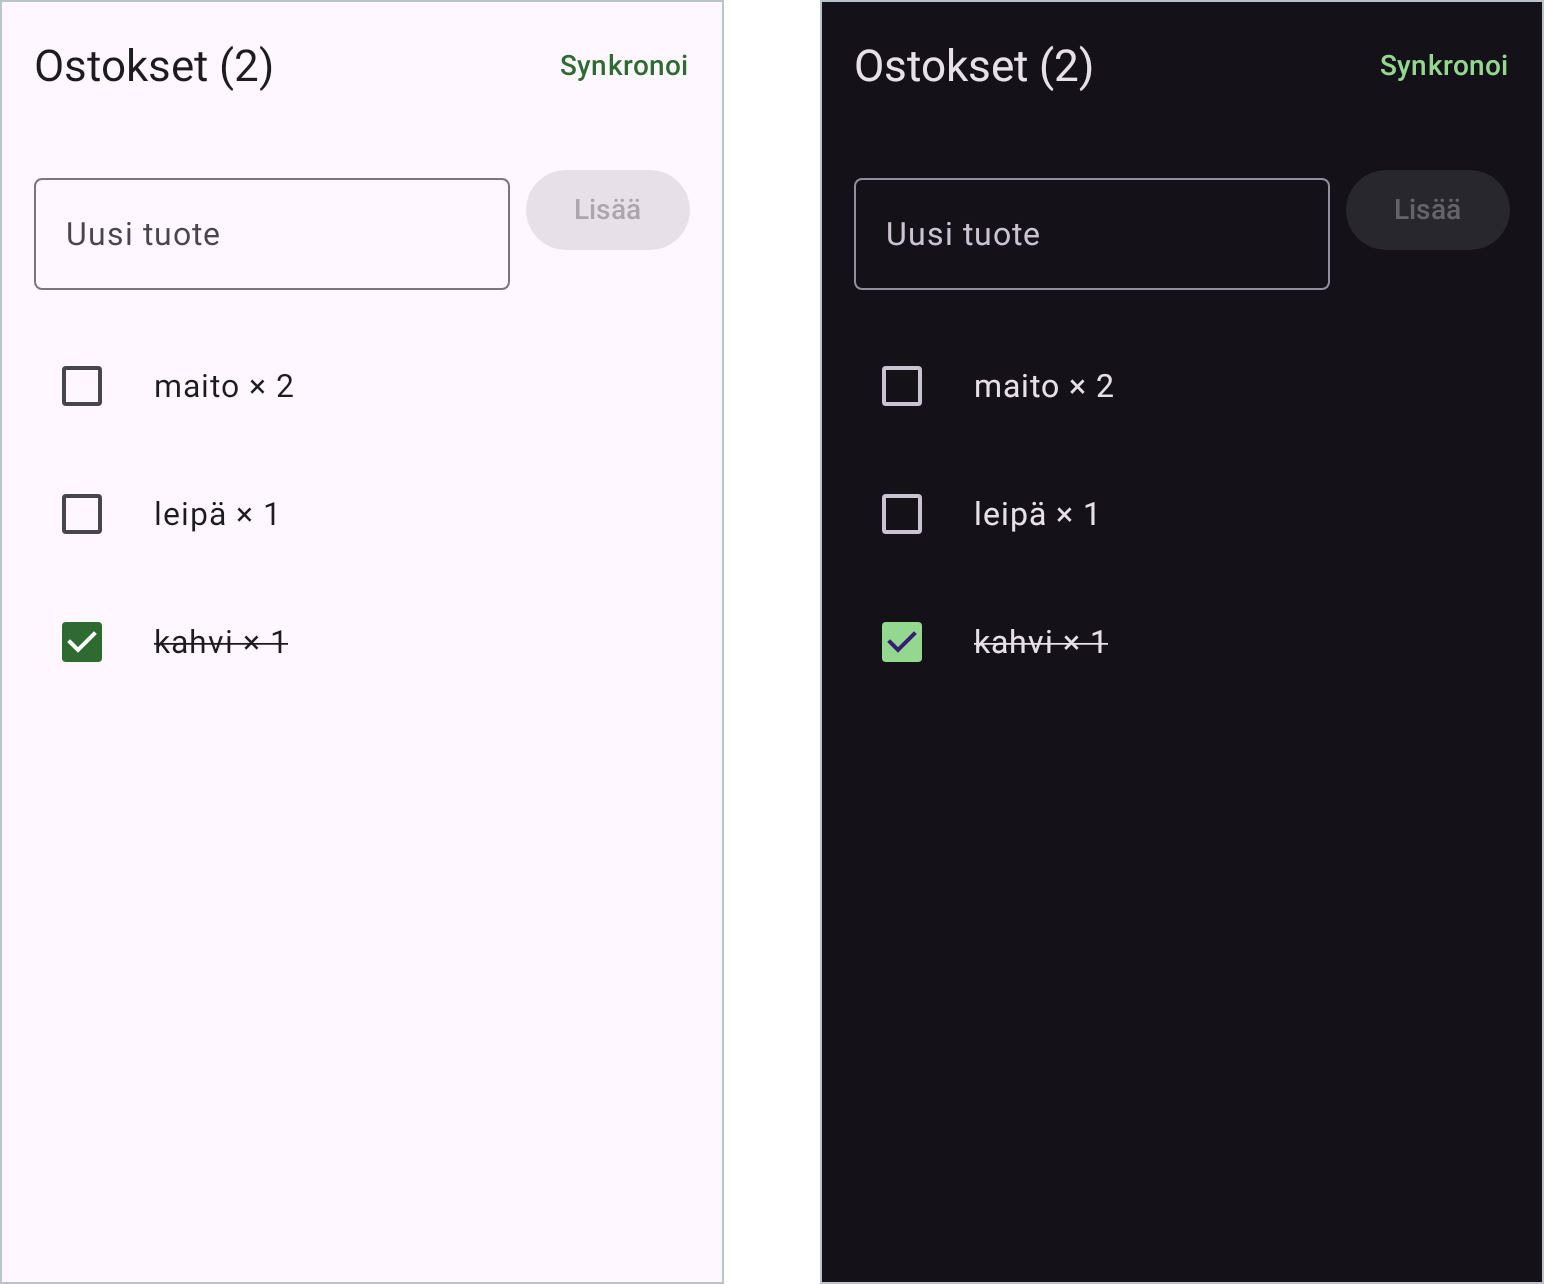 Ostokset (2)
Synkronoi
Uusi tuote
Lisää
maito × 2
leipä × 1
kahvi × 1
Ostokset (2)
Synkronoi
Uusi tuote
Lisää
maito × 2
leipä × 1
kahvi × 1